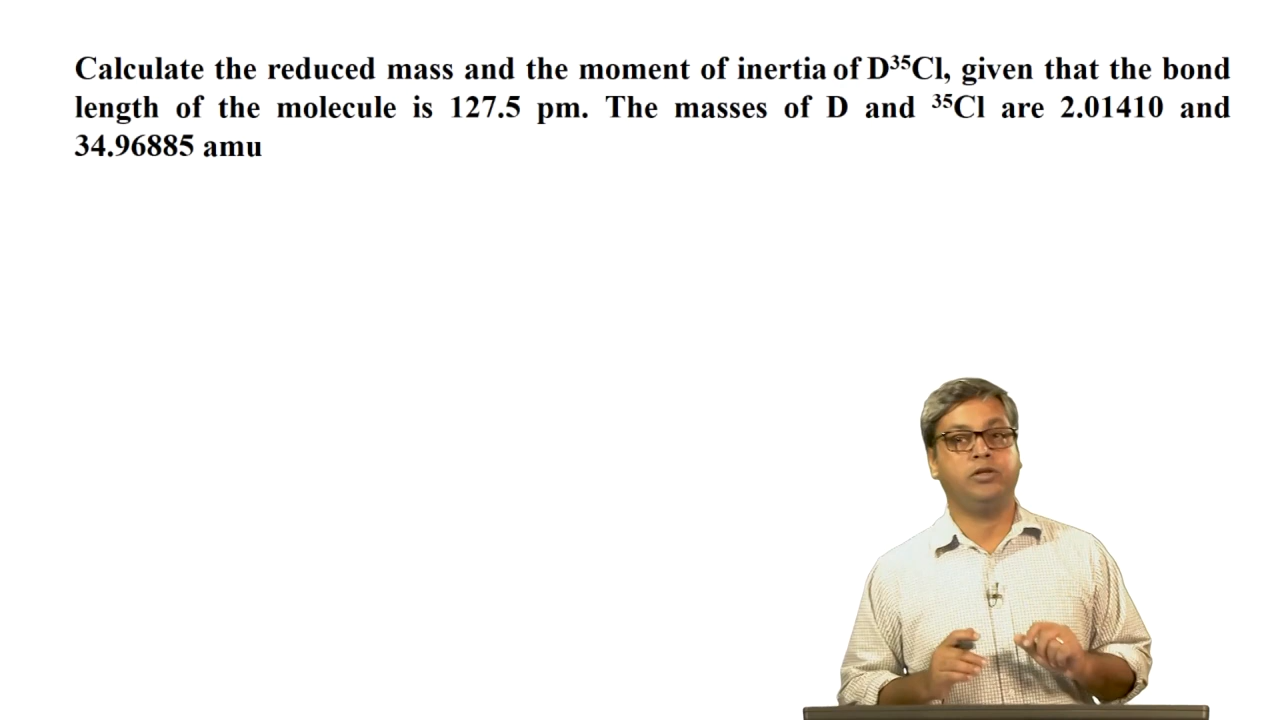 Calculate the reduced mass and the moment of inertia of D³⁵Cl, given that the bond
length of the molecule is 127.5 pm. The masses of D and ³⁵Cl are 2.01410 and
34.96885 amu